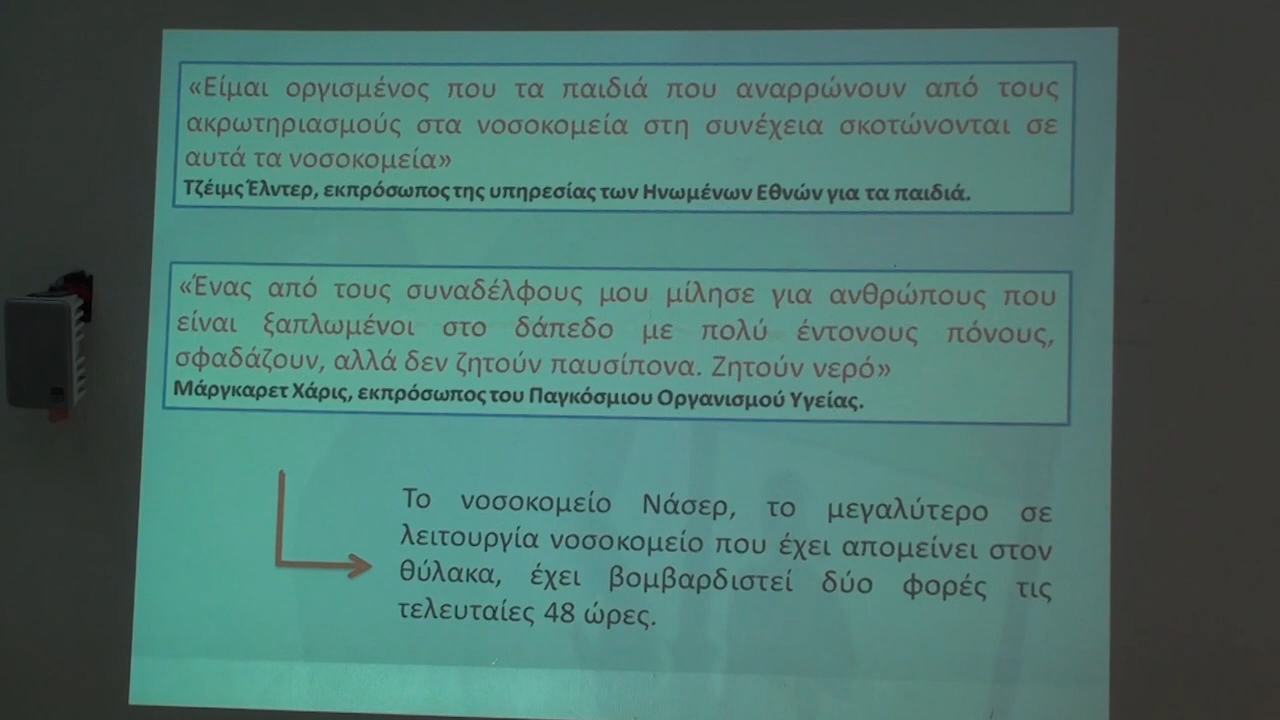 «Είμαι οργισμένος που τα παιδιά που αναρρώνουν από τους
ακρωτηριασμούς στα νοσοκομεία στη συνέχεια σκοτώνονται σε
αυτά τα νοσοκομεία»
Τζέιμς Έλντερ, εκπρόσωπος της υπηρεσίας των Ηνωμένων Εθνών για τα παιδιά.
«Ένας από τους συναδέλφους μου μίλησε για ανθρώπους που
είναι ξαπλωμένοι στο δάπεδο με πολύ έντονους πόνους,
σφαδάζουν, αλλά δεν ζητούν παυσίπονα. Ζητούν νερό»
Μάργκαρετ Χάρις, εκπρόσωπος του Παγκόσμιου Οργανισμού Υγείας.
Το νοσοκομείο Νάσερ, το μεγαλύτερο σε
λειτουργία νοσοκομείο που έχει απομείνει στον
θύλακα, έχει βομβαρδιστεί δύο φορές τις
τελευταίες 48 ώρες.